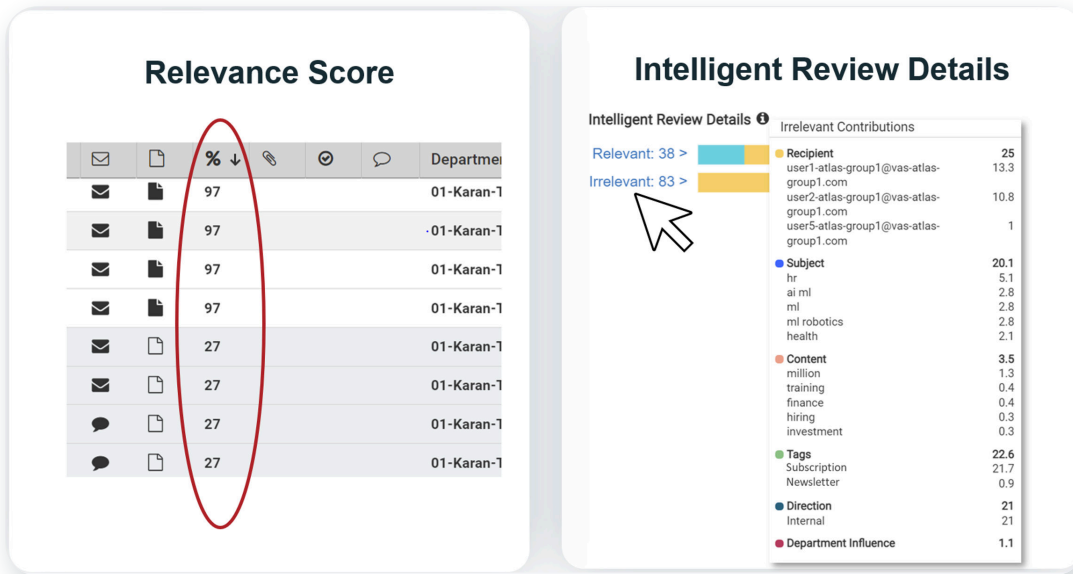 Relevance Score
% ↓ Departmen
97 01-Karan-T
97 01-Karan-T
97 01-Karan-T
97 01-Karan-T
27 01-Karan-T
27 01-Karan-T
27 01-Karan-T
27 01-Karan-T
Intelligent Review Details
Intelligent Review Details
Relevant: 38 >
Irrelevant: 83 >
Irrelevant Contributions
Recipient 25
user1-atlas-group1@vas-atlas- 13.3
group1.com
user2-atlas-group1@vas-atlas- 10.8
group1.com
user5-atlas-group1@vas-atlas- 1
group1.com
Subject 20.1
hr 5.1
ai ml 2.8
ml 2.8
ml robotics 2.8
health 2.1
Content 3.5
million 1.3
training 0.4
finance 0.4
hiring 0.3
investment 0.3
Tags 22.6
Subscription 21.7
Newsletter 0.9
Direction 21
Internal 21
Department Influence 1.1